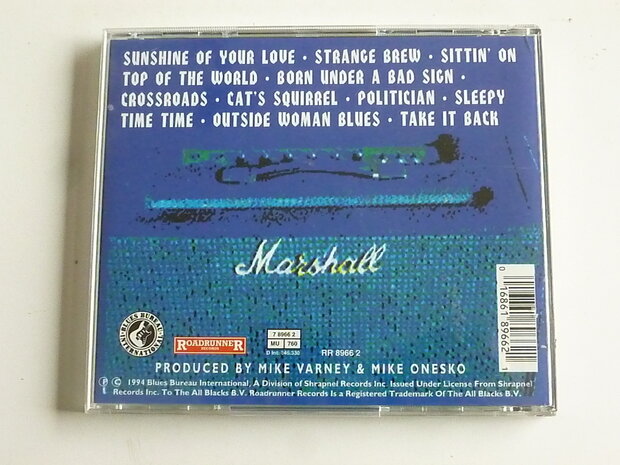 SUNSHINE OF YOUR LOVE · STRANGE BREW · SITTIN' ON
TOP OF THE WORLD · BORN UNDER A BAD SIGN ·
CROSSROADS · CAT'S SQUIRREL · POLITICIAN · SLEEPY
TIME TIME · OUTSIDE WOMAN BLUES · TAKE IT BACK
Marshall
0 16861 89662 1
BLUES BUREAU INTERNATIONAL
ROADRUNNER
RECORDS
7 8966 2
MU 760
RR 8966 2
PRODUCED BY MIKE VARNEY & MIKE ONESKO
℗ © 1994 Blues Bureau International, A Division of Shrapnel Records Inc Issued Under License From Shrapnel
Records Inc. To The All Blacks B.V. Roadrunner Records Is a Registered Trademark Of The All Blacks B.V.